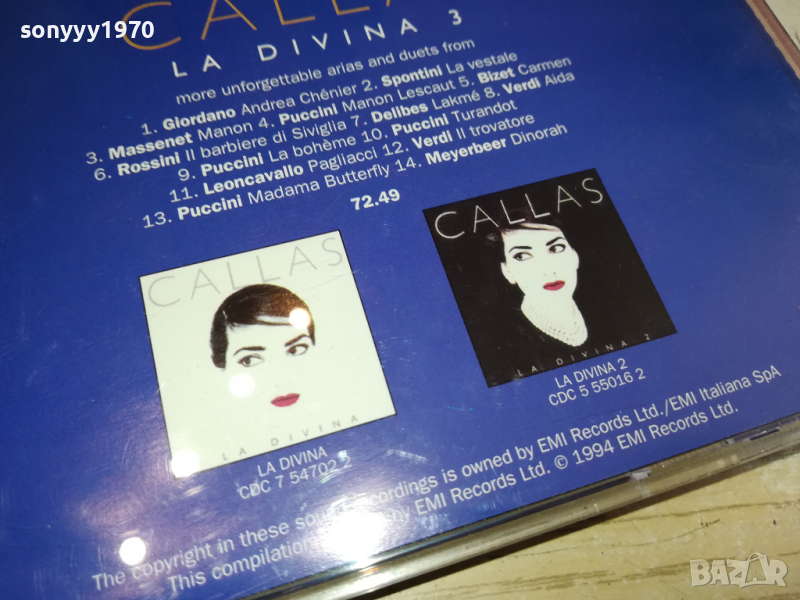 sonyyy1970
CALLAS
LA DIVINA 3
more unforgettable arias and duets from
1. Giordano Andrea Chénier 2. Spontini La vestale
3. Massenet Manon 4. Puccini Manon Lescaut 5. Bizet Carmen
6. Rossini Il barbiere di Siviglia 7. Delibes Lakmé 8. Verdi Aida
9. Puccini La bohème 10. Puccini Turandot
11. Leoncavallo Pagliacci 12. Verdi Il trovatore
13. Puccini Madama Butterfly 14. Meyerbeer Dinorah
72.49
CALLAS
LA DIVINA
LA DIVINA
CDC 7 54702 2
CALLAS
LA DIVINA 2
LA DIVINA 2
CDC 5 55016 2
The copyright in these sound recordings is owned by EMI Records Ltd./EMI Italiana SpA
This compilation by EMI Records Ltd. © 1994 EMI Records Ltd.
BAZAR